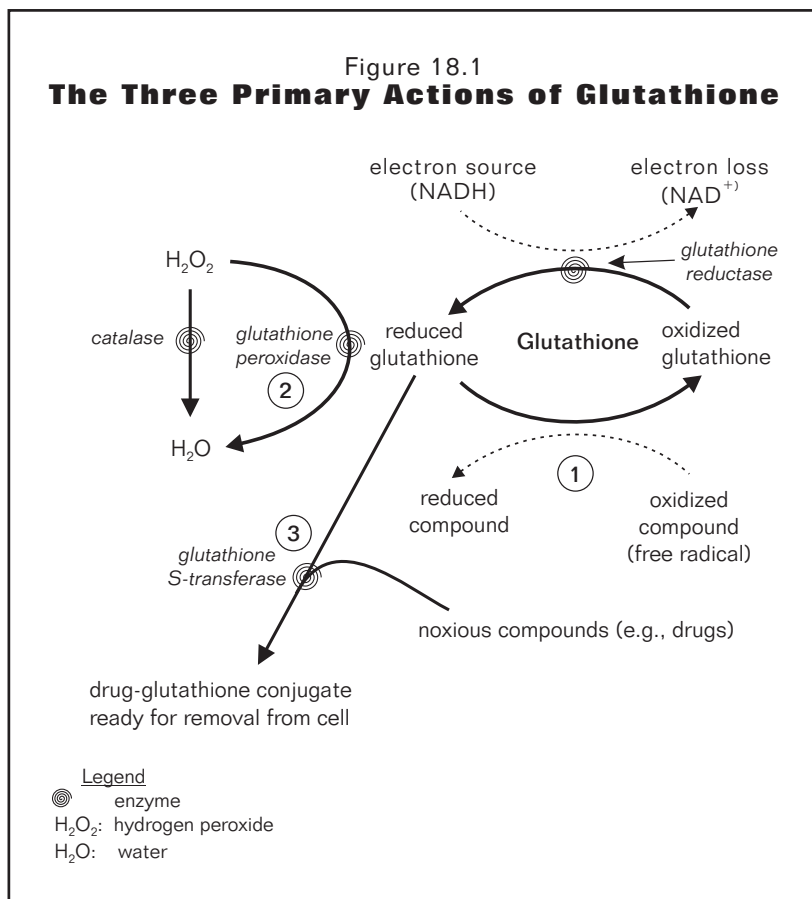 Figure 18.1
The Three Primary Actions of Glutathione
electron source
(NADH)
electron loss
(NAD⁺)
glutathione
reductase
H₂O₂
catalase
glutathione
peroxidase
2
reduced
glutathione
Glutathione
oxidized
glutathione
H₂O
1
reduced
compound
oxidized
compound
(free radical)
3
glutathione
S-transferase
noxious compounds (e.g., drugs)
drug-glutathione conjugate
ready for removal from cell
Legend
enzyme
H₂O₂: hydrogen peroxide
H₂O: water